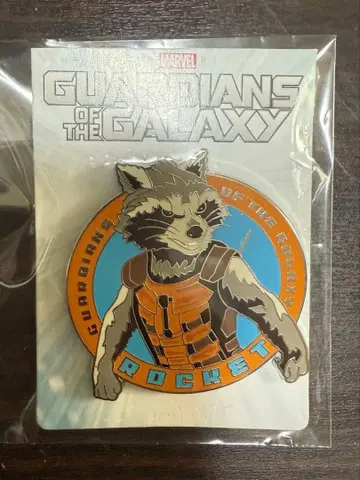 MARVEL
GUARDIANS
OF THE GALAXY
GUARDIANS OF THE GALAXY
ROCKET